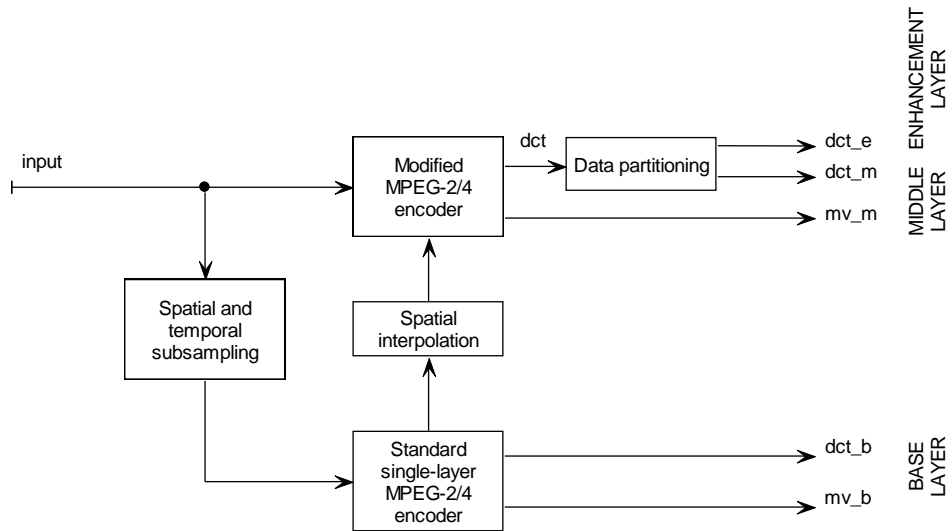 input
Modified
MPEG-2/4
encoder
dct
Data partitioning
dct_e
dct_m
mv_m
ENHANCEMENT
LAYER
MIDDLE
LAYER
Spatial and
temporal
subsampling
Spatial
interpolation
Standard
single-layer
MPEG-2/4
encoder
dct_b
mv_b
BASE
LAYER